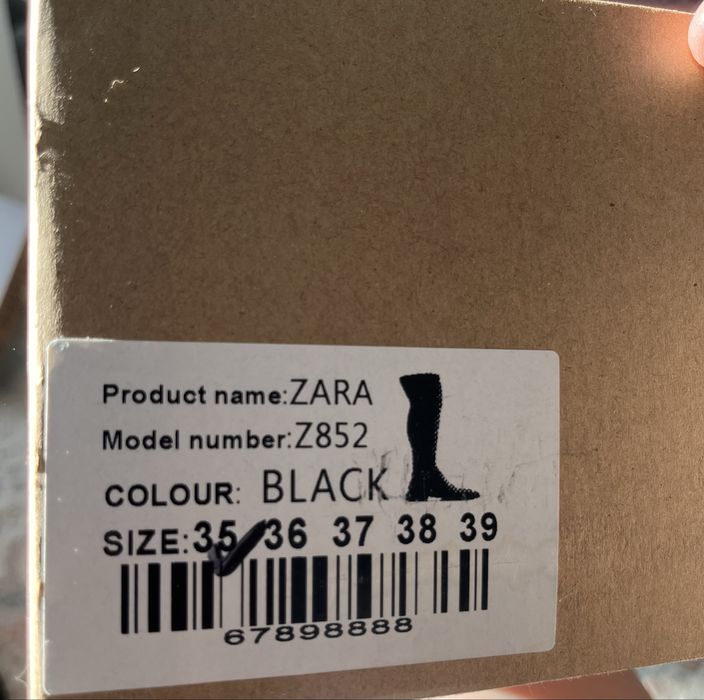 Product name:ZARA
Model number:Z852
COLOUR: BLACK
SIZE:35 36 37 38 39
67898888